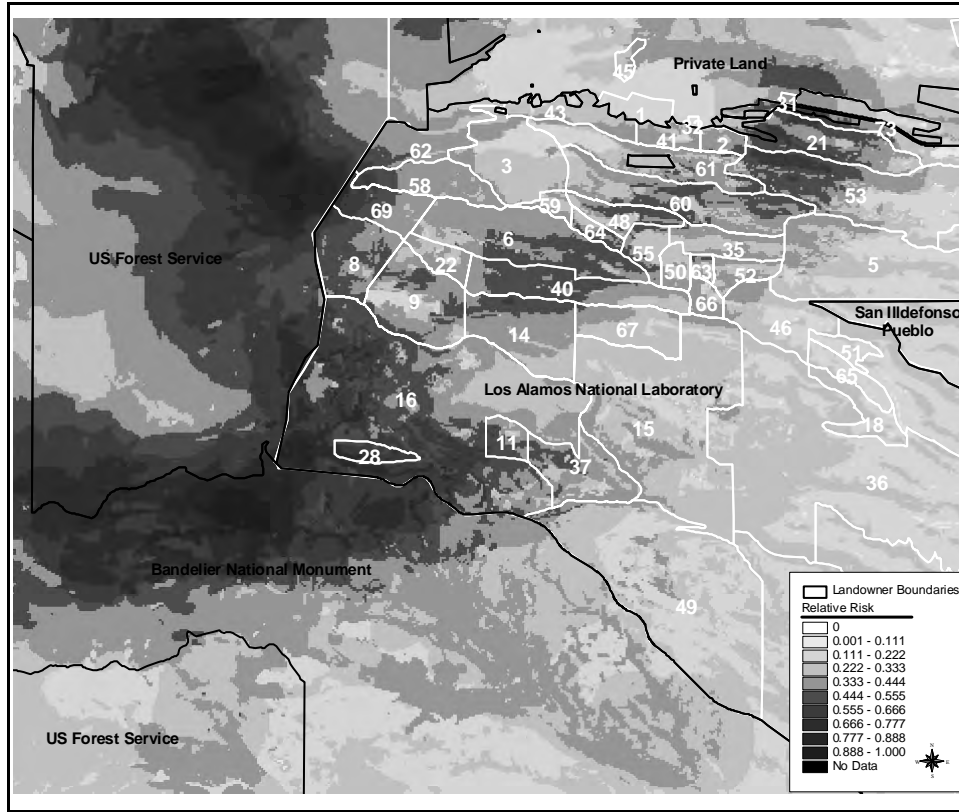 45
Private Land
31
43
1
32
73
41
2
21
62
3
61
58
53
59
60
69
48
64
6
35
US Forest Service
55
8
22
50
63
52
5
40
9
66
San Illdefonso
Pueblo
46
14
67
51
65
Los Alamos National Laboratory
16
15
18
11
28
37
36
Bandelier National Monument
49
Landowner Boundaries
Relative Risk
0
0.001 - 0.111
0.111 - 0.222
0.222 - 0.333
0.333 - 0.444
0.444 - 0.555
0.555 - 0.666
0.666 - 0.777
0.777 - 0.888
0.888 - 1.000
No Data
N
W E
S
US Forest Service